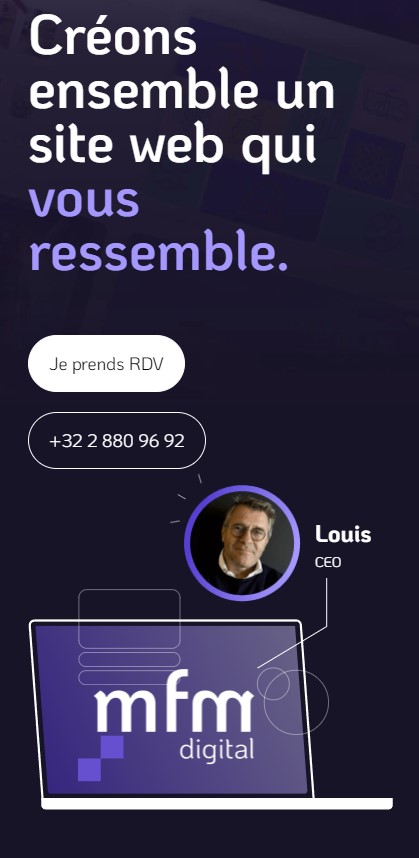 Créons
ensemble un
site web qui
vous
ressemble.
Je prends RDV
+32 2 880 96 92
Louis
CEO
mfm
digital